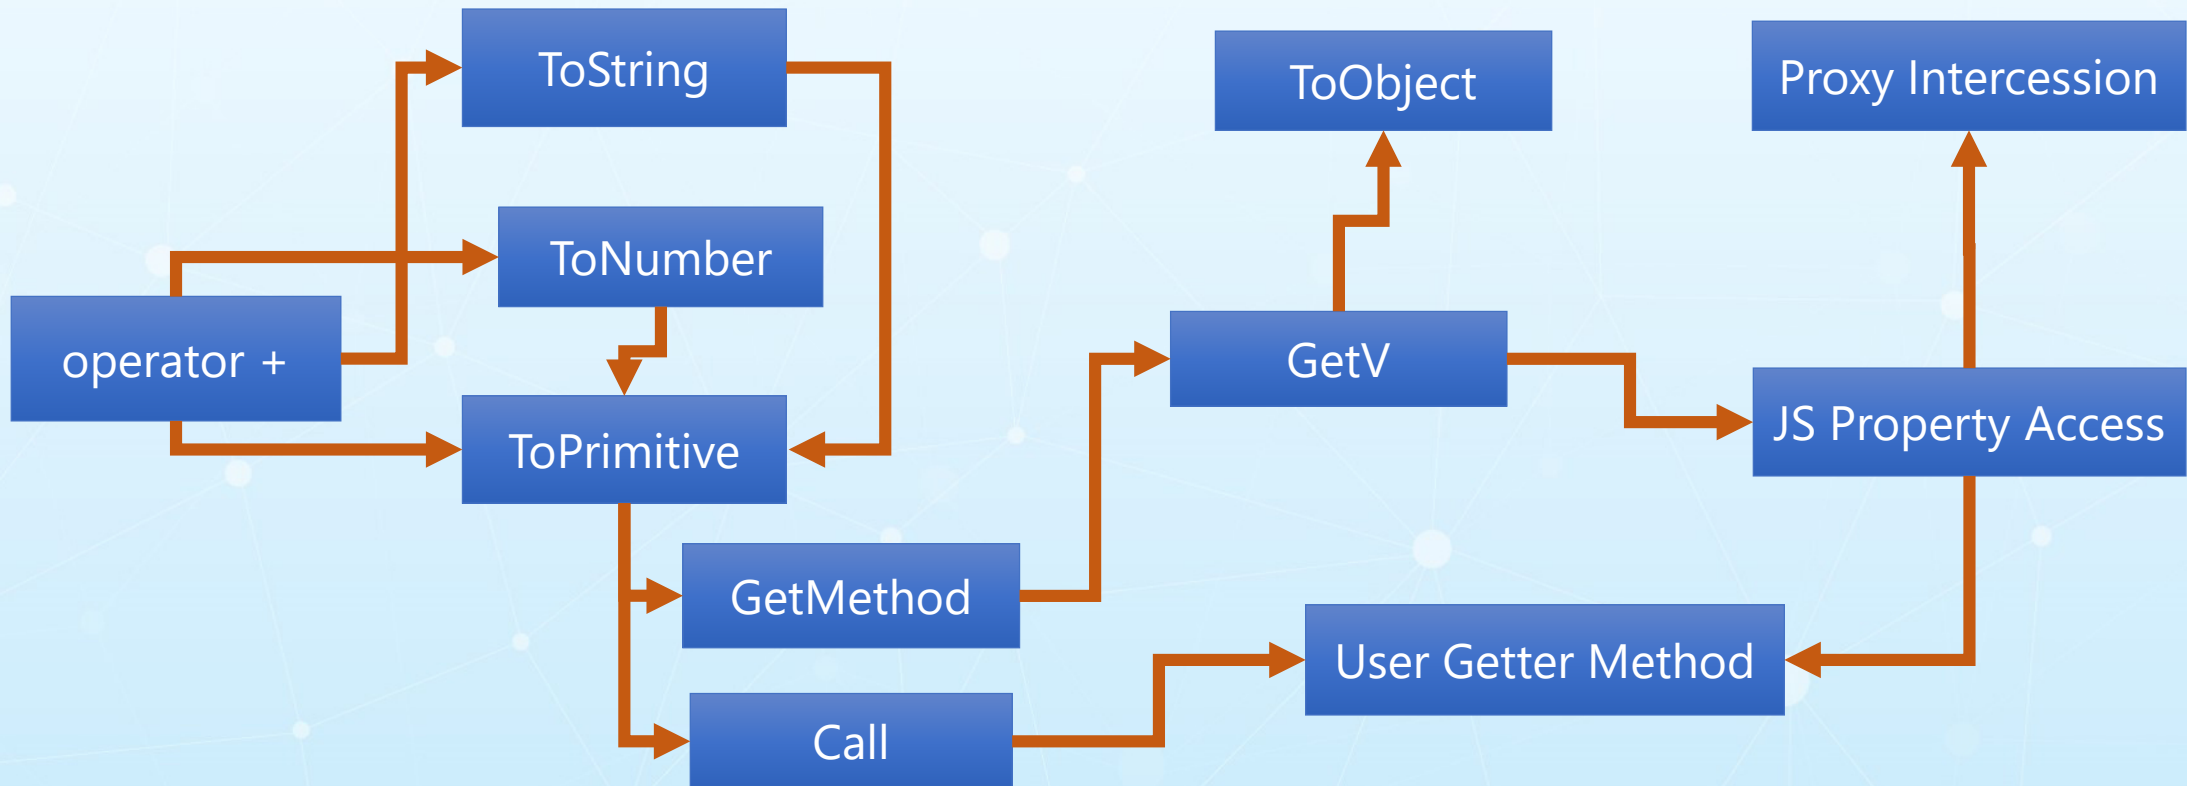 ToString
ToObject
Proxy Intercession
ToNumber
operator +
GetV
JS Property Access
ToPrimitive
GetMethod
User Getter Method
Call